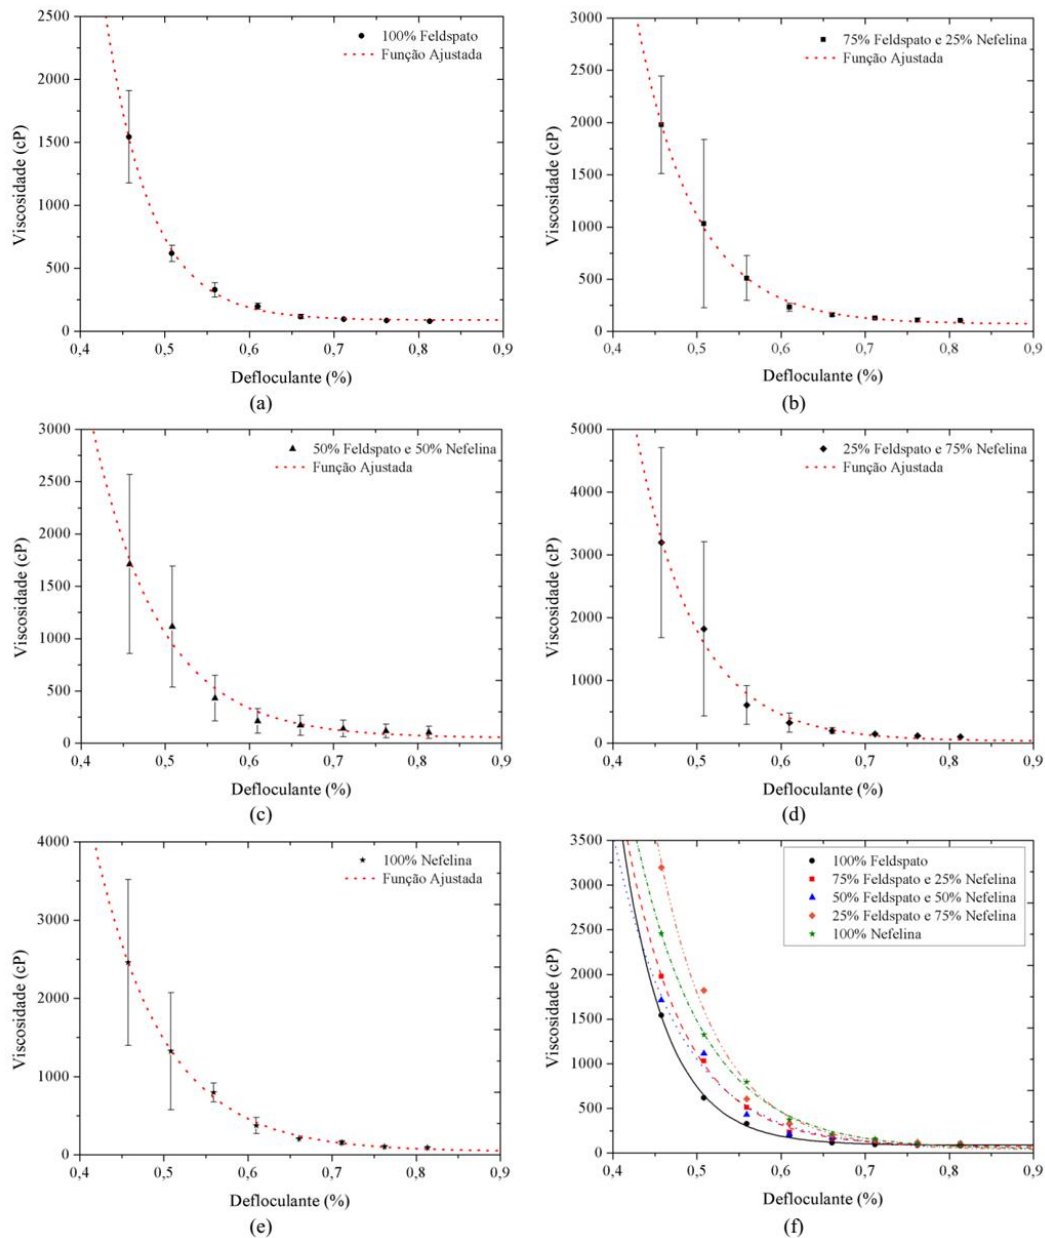 2500
2000
1500
1000
500
0
Viscosidade (cP)
100% Feldspato
Função Ajustada
0,4 0,5 0,6 0,7 0,8 0,9
Defloculante (%)
(a)
3000
2500
2000
1500
1000
500
0
Viscosidade (cP)
75% Feldspato e 25% Nefelina
Função Ajustada
0,4 0,5 0,6 0,7 0,8 0,9
Defloculante (%)
(b)
3000
2500
2000
1500
1000
500
0
Viscosidade (cP)
50% Feldspato e 50% Nefelina
Função Ajustada
0,4 0,5 0,6 0,7 0,8 0,9
Defloculante (%)
(c)
5000
4000
3000
2000
1000
0
Viscosidade (cP)
25% Feldspato e 75% Nefelina
Função Ajustada
0,4 0,5 0,6 0,7 0,8 0,9
Defloculante (%)
(d)
4000
3000
2000
1000
0
Viscosidade (cP)
100% Nefelina
Função Ajustada
0,4 0,5 0,6 0,7 0,8 0,9
Defloculante (%)
(e)
3500
3000
2500
2000
1500
1000
500
0
Viscosidade (cP)
100% Feldspato
75% Feldspato e 25% Nefelina
50% Feldspato e 50% Nefelina
25% Feldspato e 75% Nefelina
100% Nefelina
0,4 0,5 0,6 0,7 0,8 0,9
Defloculante (%)
(f)